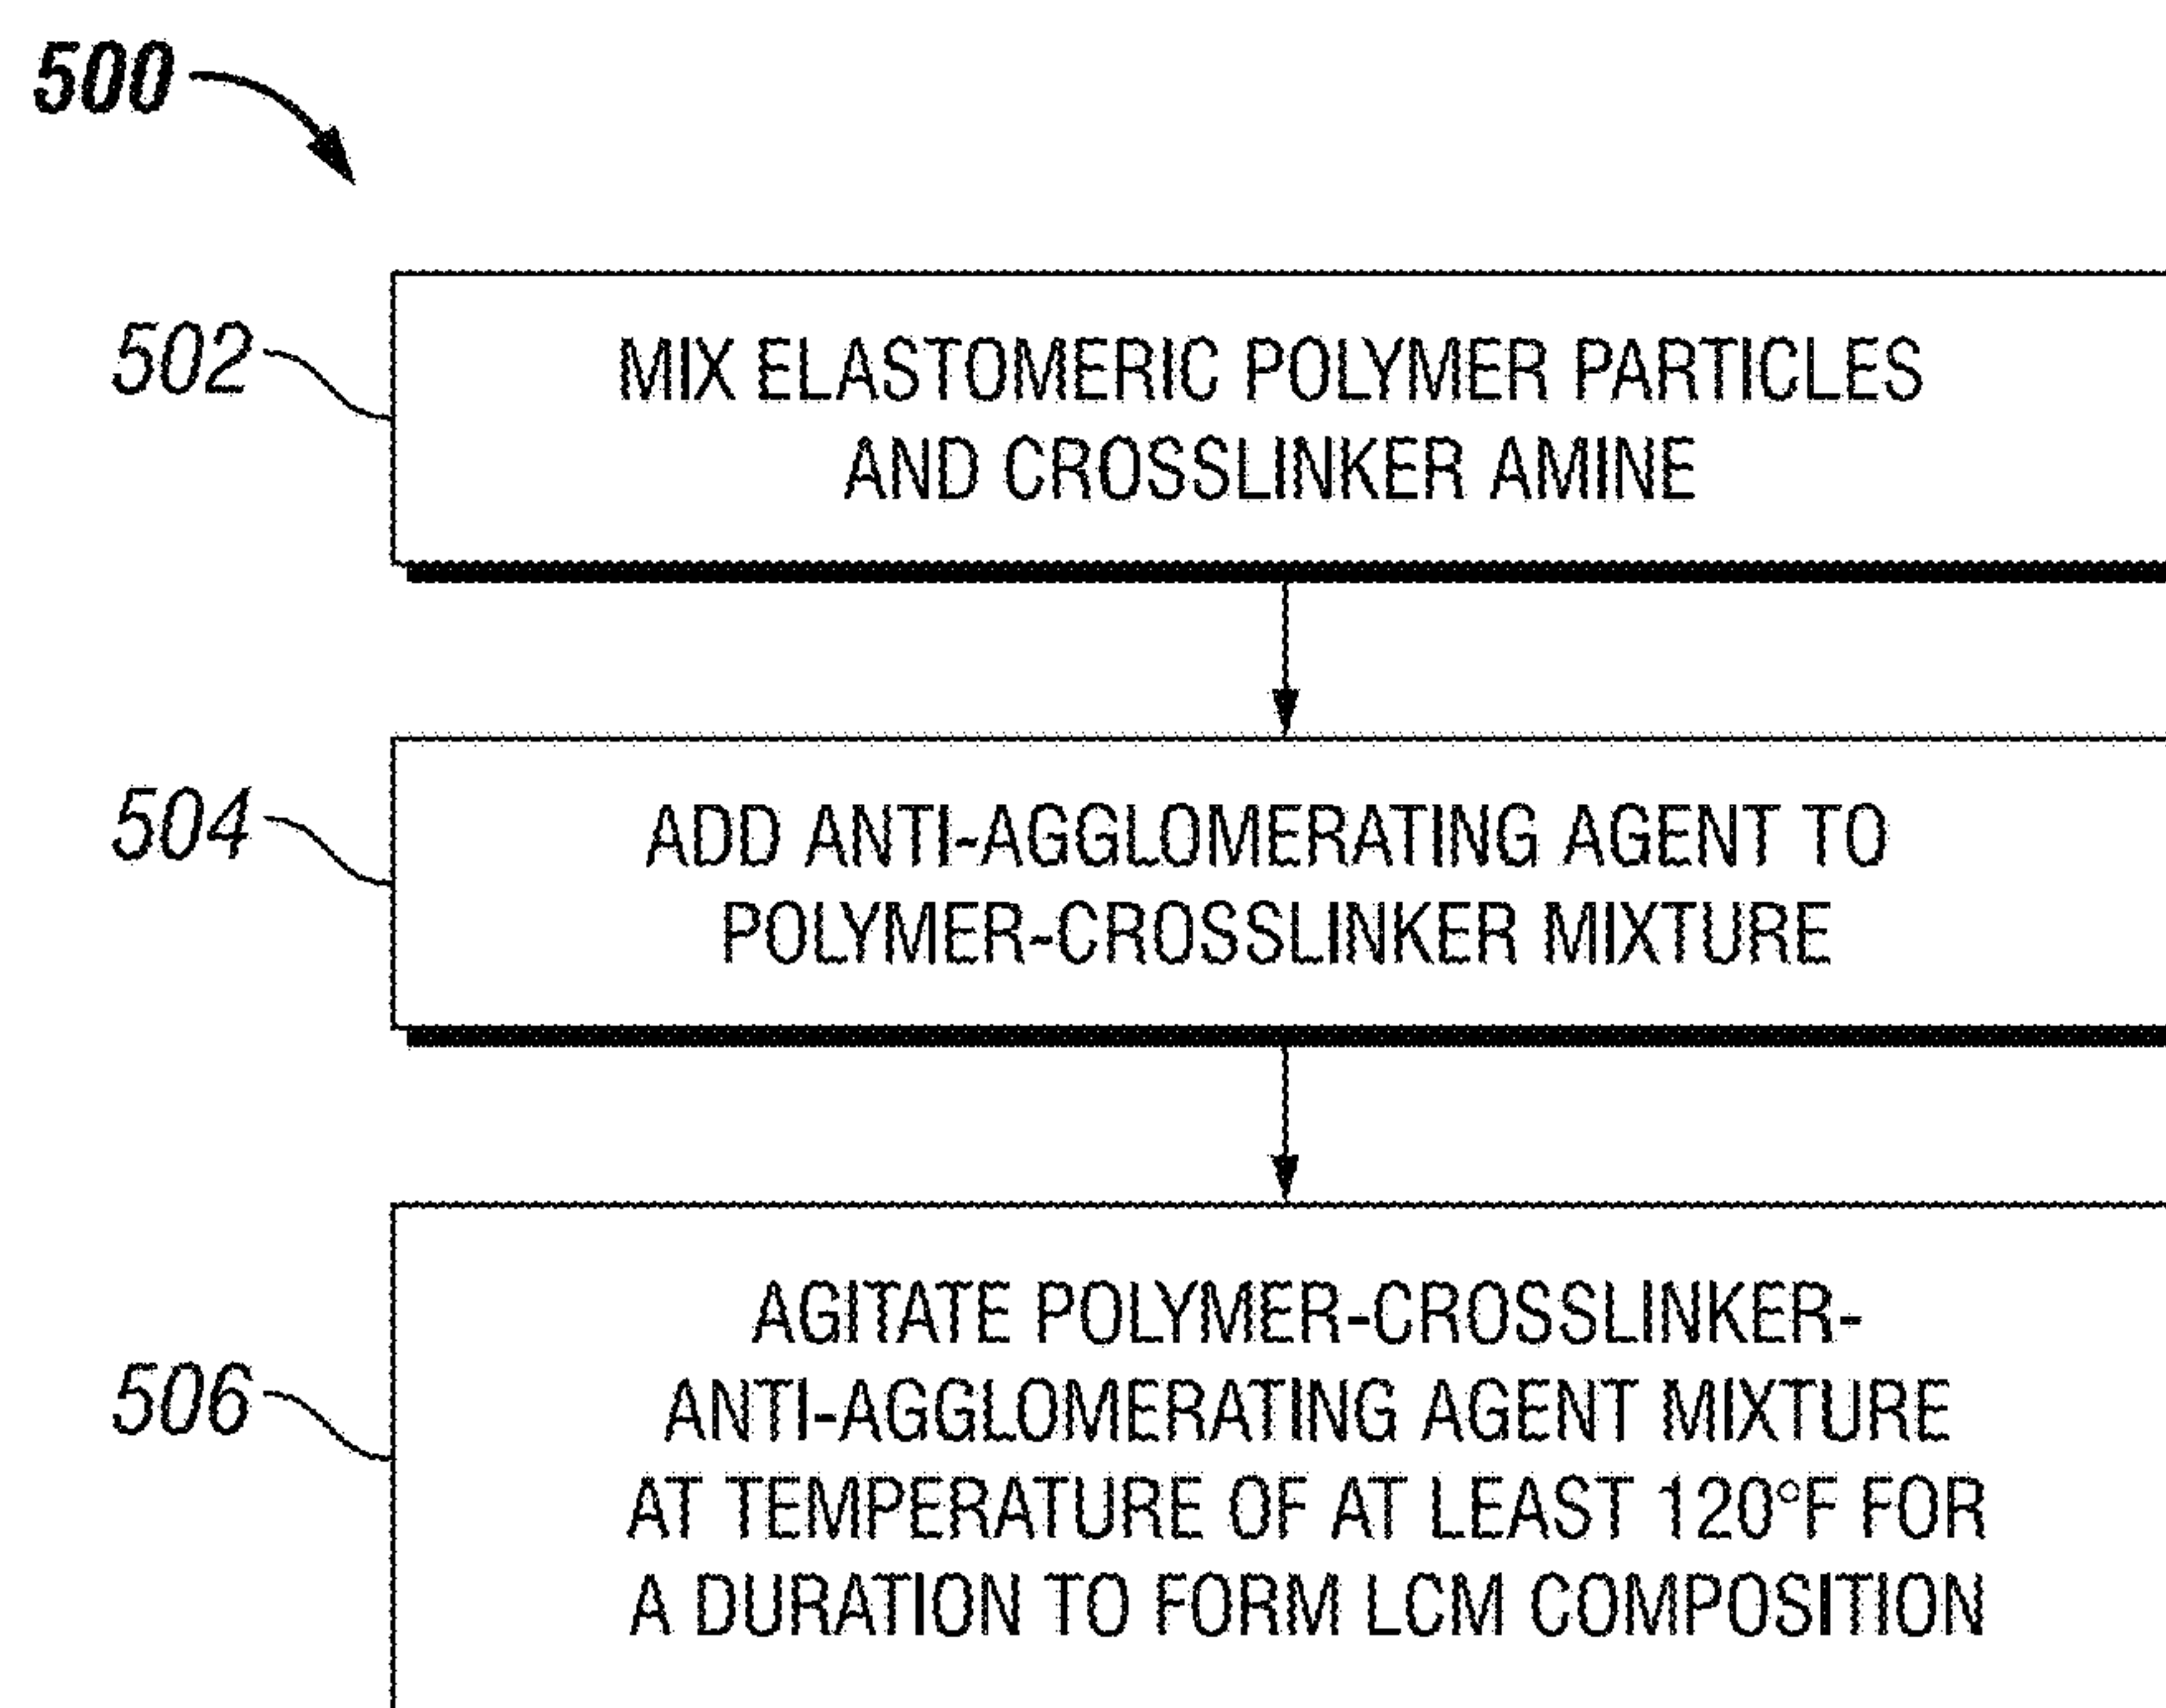 500
502
MIX ELASTOMERIC POLYMER PARTICLES
AND CROSSLINKER AMINE
504
ADD ANTI-AGGLOMERATING AGENT TO
POLYMER-CROSSLINKER MIXTURE
506
AGITATE POLYMER-CROSSLINKER-
ANTI-AGGLOMERATING AGENT MIXTURE
AT TEMPERATURE OF AT LEAST 120°F FOR
A DURATION TO FORM LCM COMPOSITION